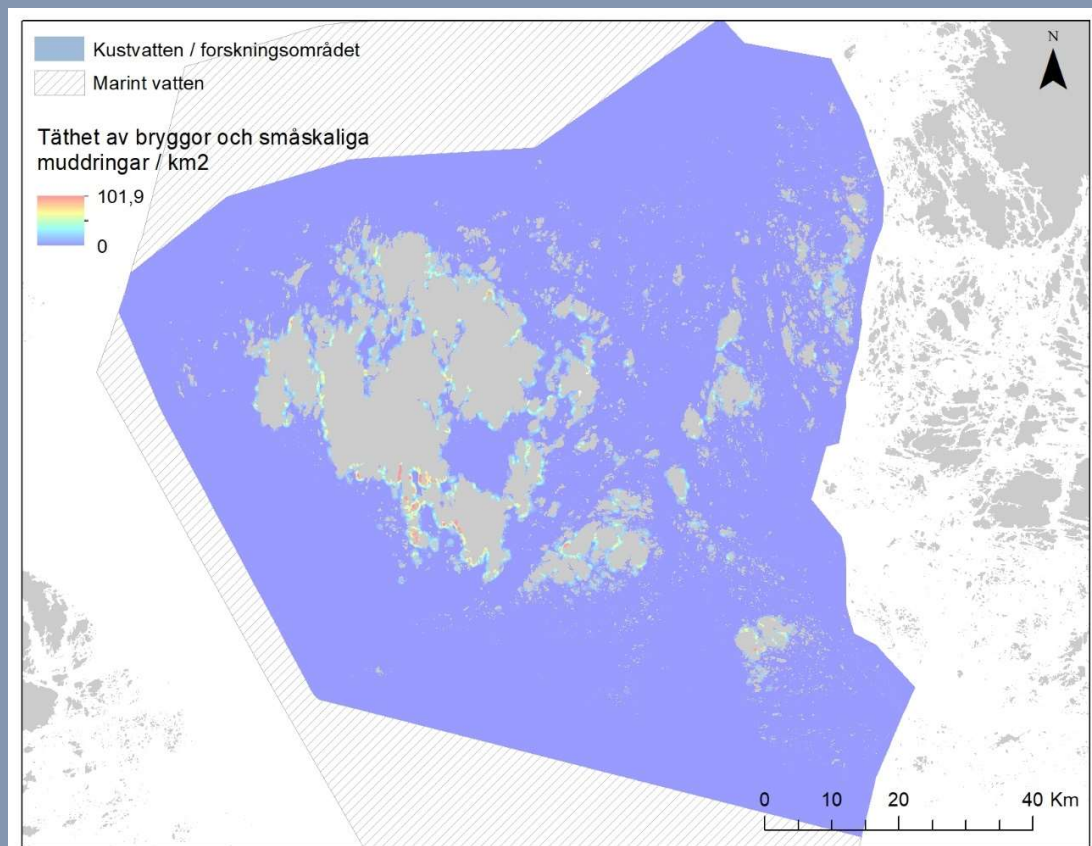 Kustvatten / forskningsområdet
Marint vatten
N
Täthet av bryggor och småskaliga
muddringar / km2
101,9
0
0 10 20 40 Km